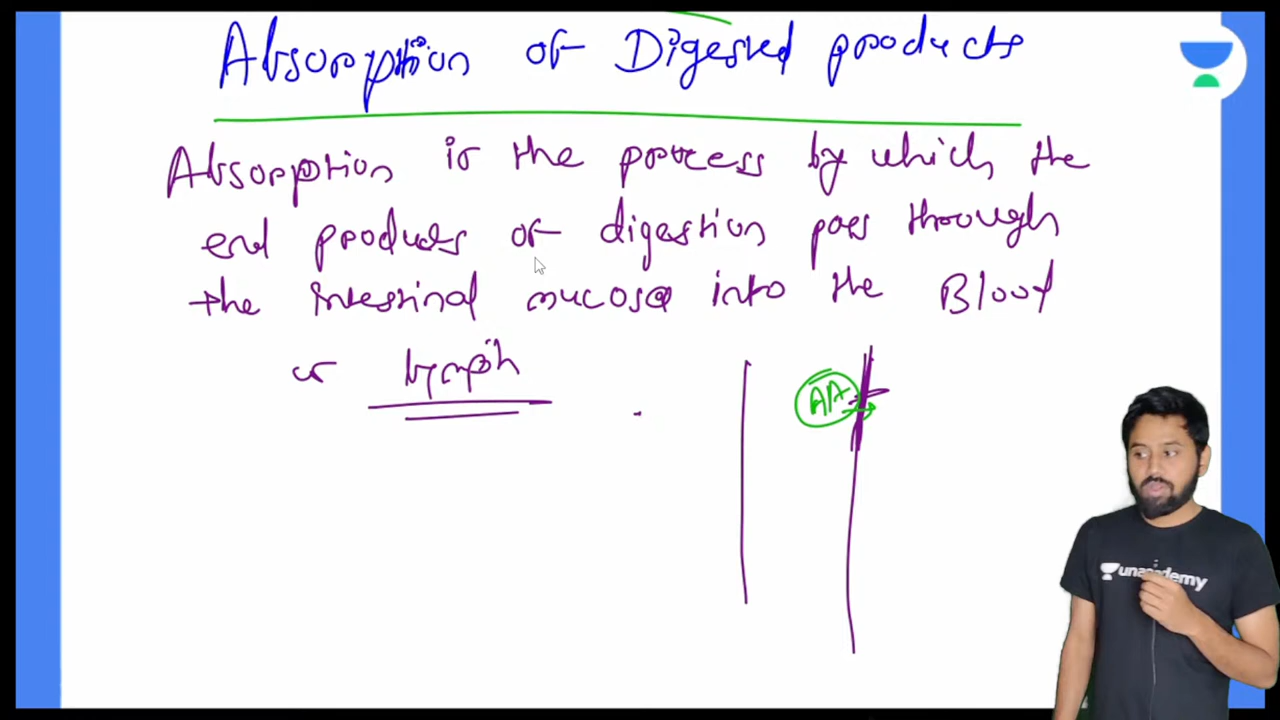 Absorption of Digested products
Absorption is the process by which the
end products of digestion pass through
the intestinal mucosa into the Blood
or lymph
AA
unacademy